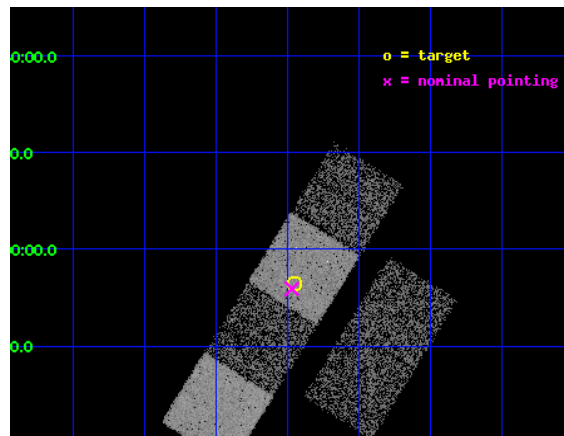 0:00.0
o = target
x = nominal pointing
0.0
0:00.0
0.0